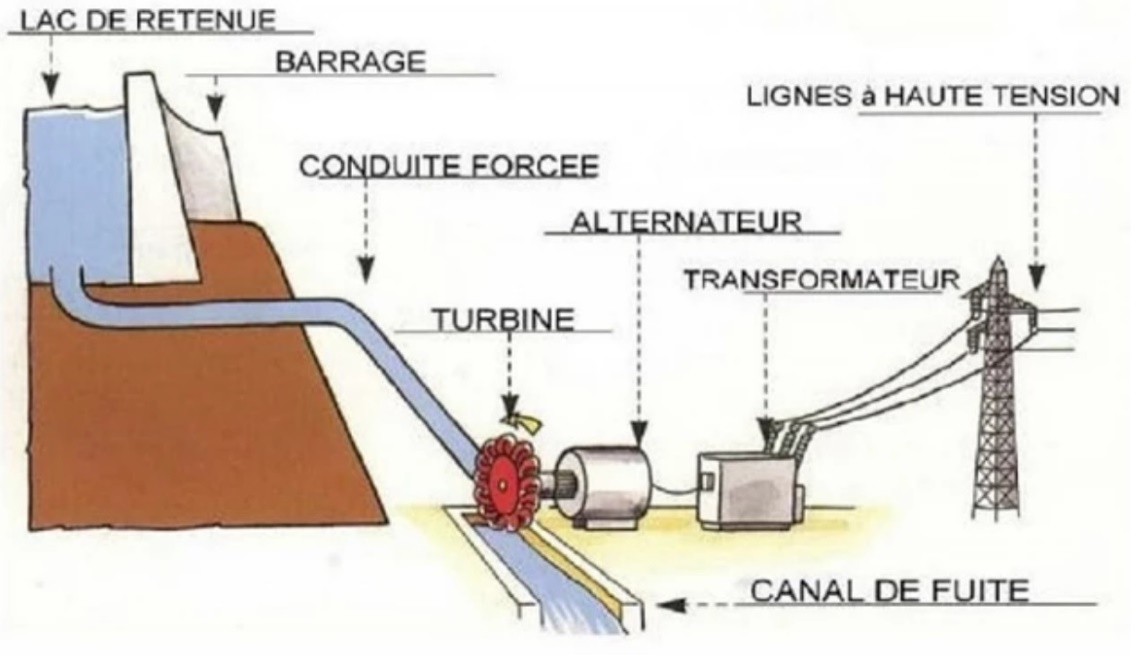 LAC DE RETENUE
BARRAGE
LIGNES à HAUTE TENSION
CONDUITE FORCEE
ALTERNATEUR
TRANSFORMATEUR
TURBINE
CANAL DE FUITE